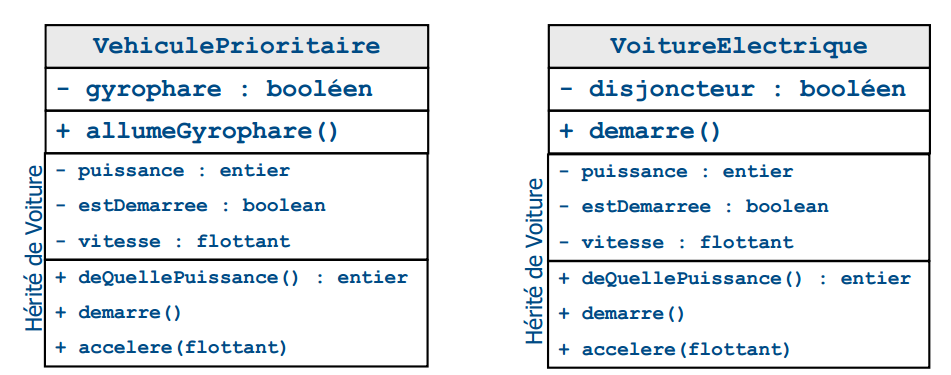 VehiculePrioritaire
- gyrophare : booléen
+ allumeGyrophare()
Hérité de Voiture
- puissance : entier
- estDemarree : boolean
- vitesse : flottant
+ deQuellePuissance() : entier
+ demarre()
+ accelere(flottant)
VoitureElectrique
- disjoncteur : booléen
+ demarre()
Hérité de Voiture
- puissance : entier
- estDemarree : boolean
- vitesse : flottant
+ deQuellePuissance() : entier
+ demarre()
+ accelere(flottant)